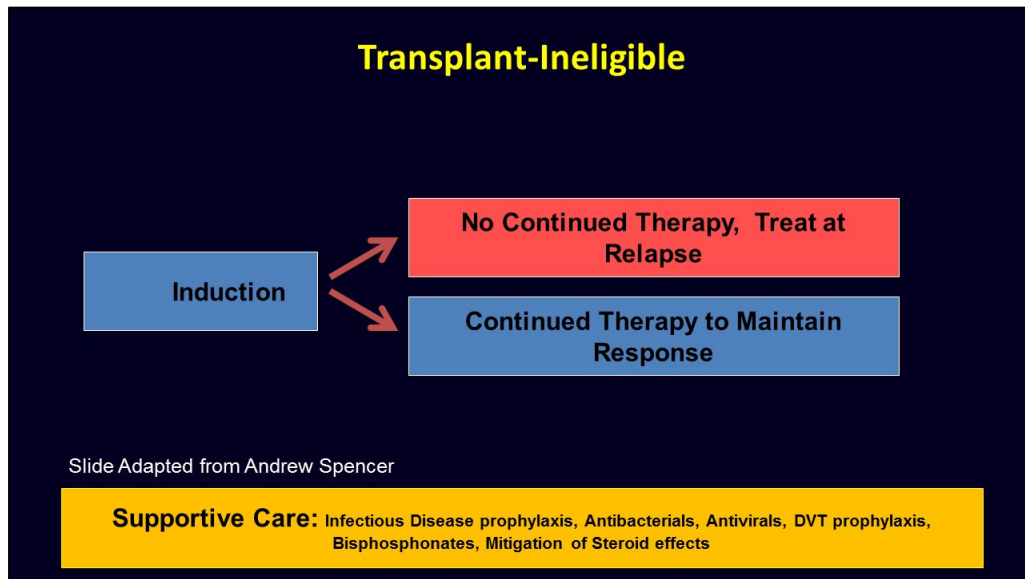 Transplant-Ineligible
No Continued Therapy, Treat at
Relapse
Induction
Continued Therapy to Maintain
Response
Slide Adapted from Andrew Spencer
Supportive Care: Infectious Disease prophylaxis, Antibacterials, Antivirals, DVT prophylaxis,
Bisphosphonates, Mitigation of Steroid effects